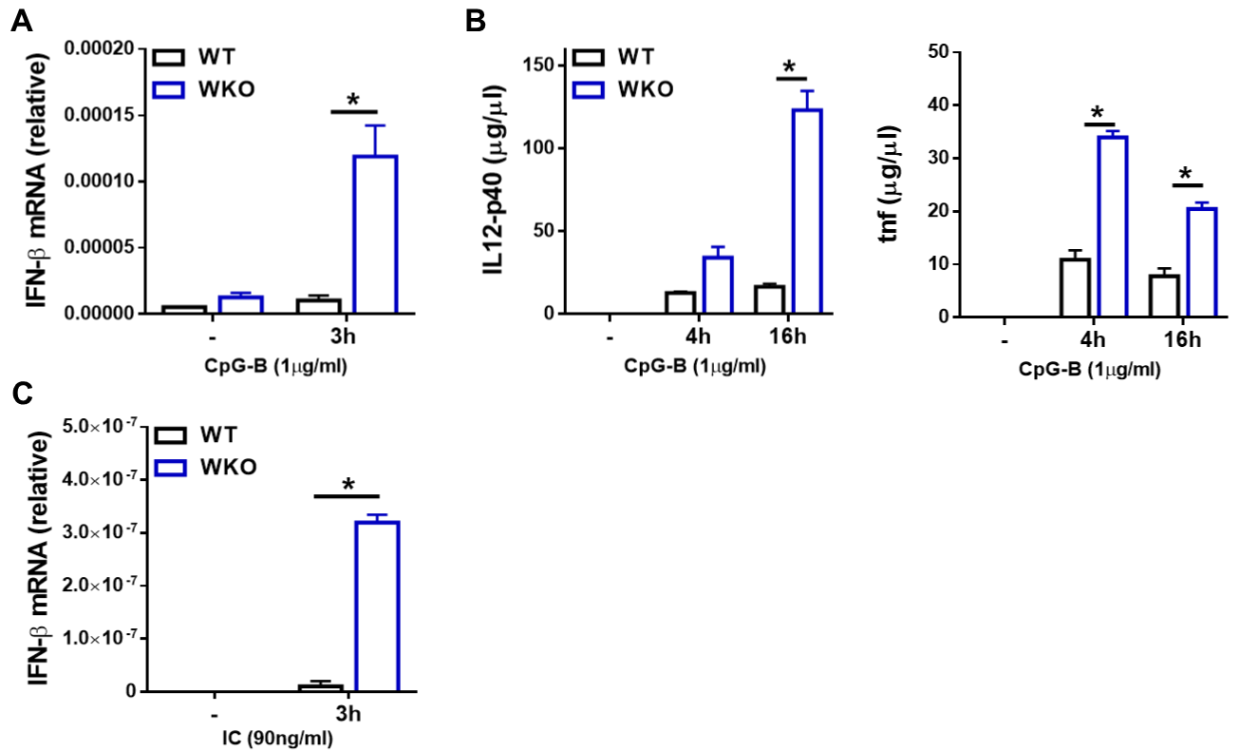 A
IFN-β mRNA (relative)
0.00020
0.00015
0.00010
0.00005
0.00000
WT
WKO
*
-
3h
CpG-B (1μg/ml)
B
IL12-p40 (μg/μl)
150
100
50
0
WT
WKO
*
-
4h
16h
CpG-B (1μg/ml)
tnf (μg/μl)
50
40
30
20
10
0
*
*
-
4h
16h
CpG-B (1μg/ml)
C
IFN-β mRNA (relative)
5.0×10⁻⁷
4.0×10⁻⁷
3.0×10⁻⁷
2.0×10⁻⁷
1.0×10⁻⁷
0
WT
WKO
*
-
3h
IC (90ng/ml)